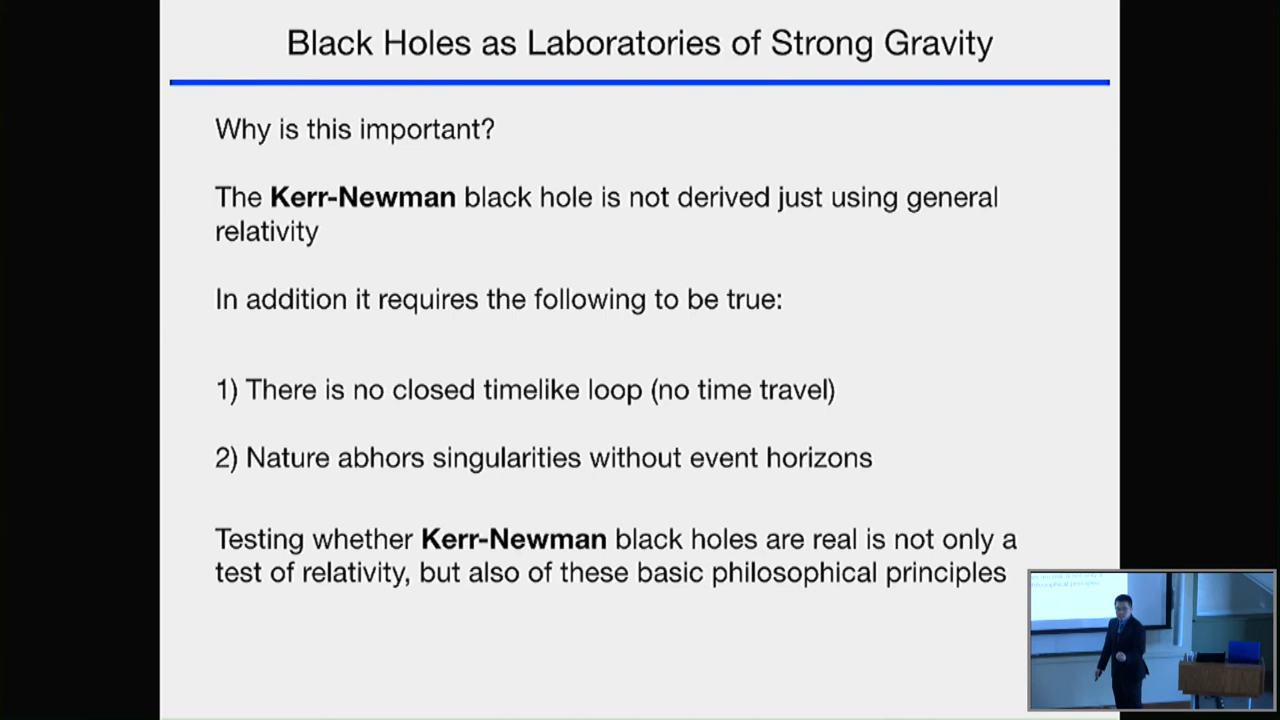 Black Holes as Laboratories of Strong Gravity
Why is this important?
The Kerr-Newman black hole is not derived just using general
relativity
In addition it requires the following to be true:
1) There is no closed timelike loop (no time travel)
2) Nature abhors singularities without event horizons
Testing whether Kerr-Newman black holes are real is not only a
test of relativity, but also of these basic philosophical principles